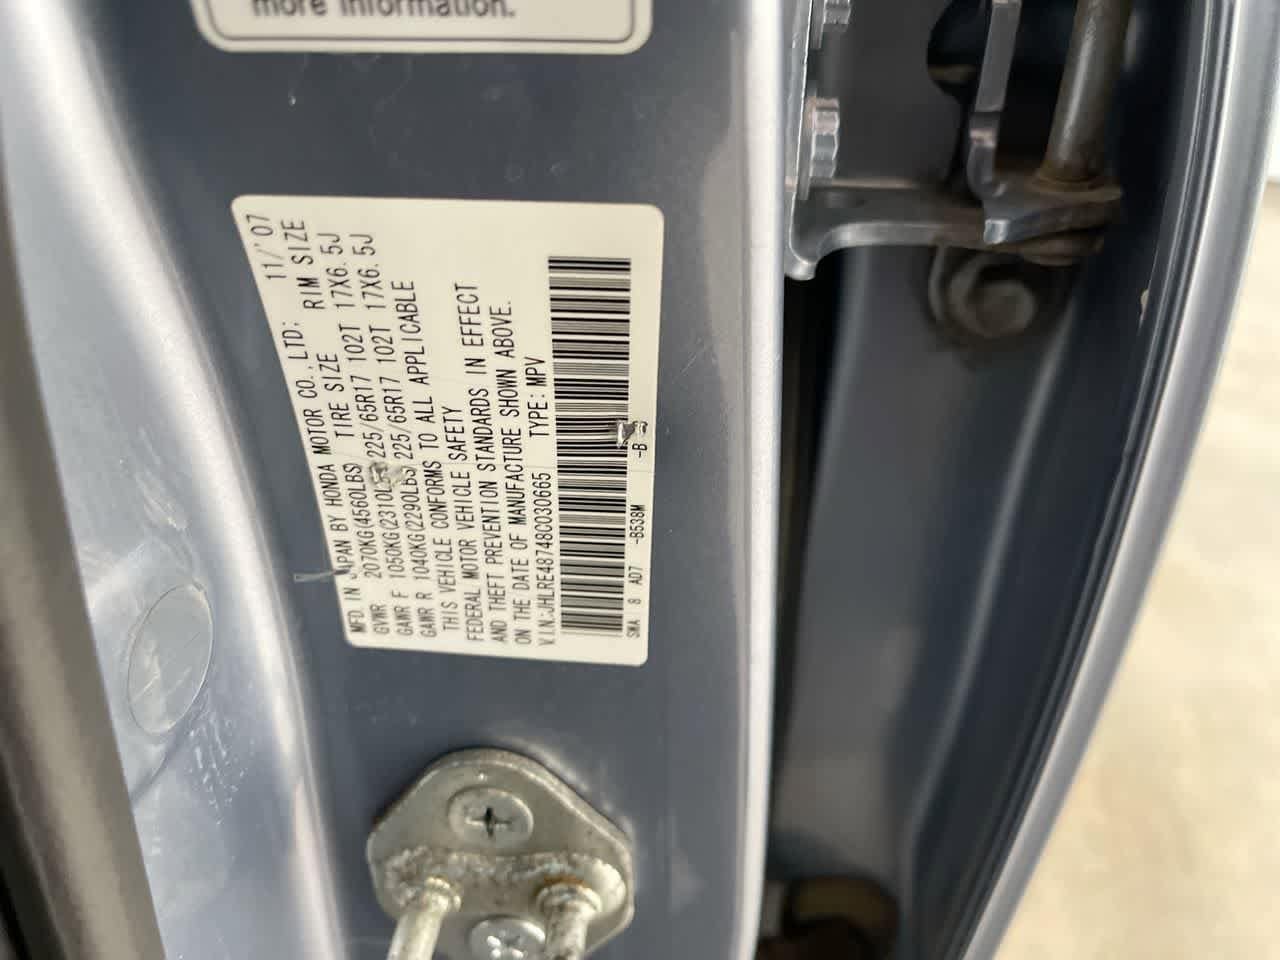 more information.
MFD. IN JAPAN BY HONDA MOTOR CO., LTD: 11/'07
GVWR 2070KG(4560LBS) TIRE SIZE RIM SIZE
GAWR F 1050KG(2310LBS) 225/65R17 102T 17X6.5J
GAWR R 1040KG(2290LBS) 225/65R17 102T 17X6.5J
THIS VEHICLE CONFORMS TO ALL APPLICABLE
FEDERAL MOTOR VEHICLE SAFETY
AND THEFT PREVENTION STANDARDS IN EFFECT
ON THE DATE OF MANUFACTURE SHOWN ABOVE.
V.I.N.:JHLRE48748C030665 TYPE: MPV
SWA 8 A07 -B538M -B